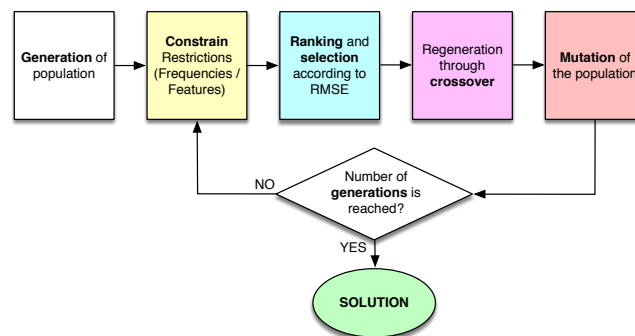 Generation of
population
Constrain
Restrictions
(Frequencies /
Features)
Ranking and
selection
according to
RMSE
Regeneration
through
crossover
Mutation of
the population
Number of
generations is
reached?
NO
YES
SOLUTION